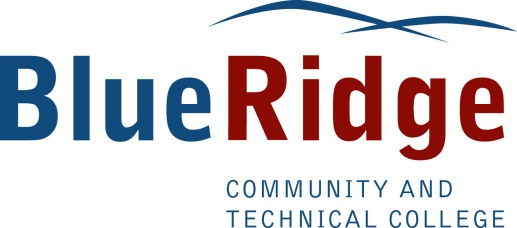 BlueRidge
COMMUNITY AND
TECHNICAL COLLEGE